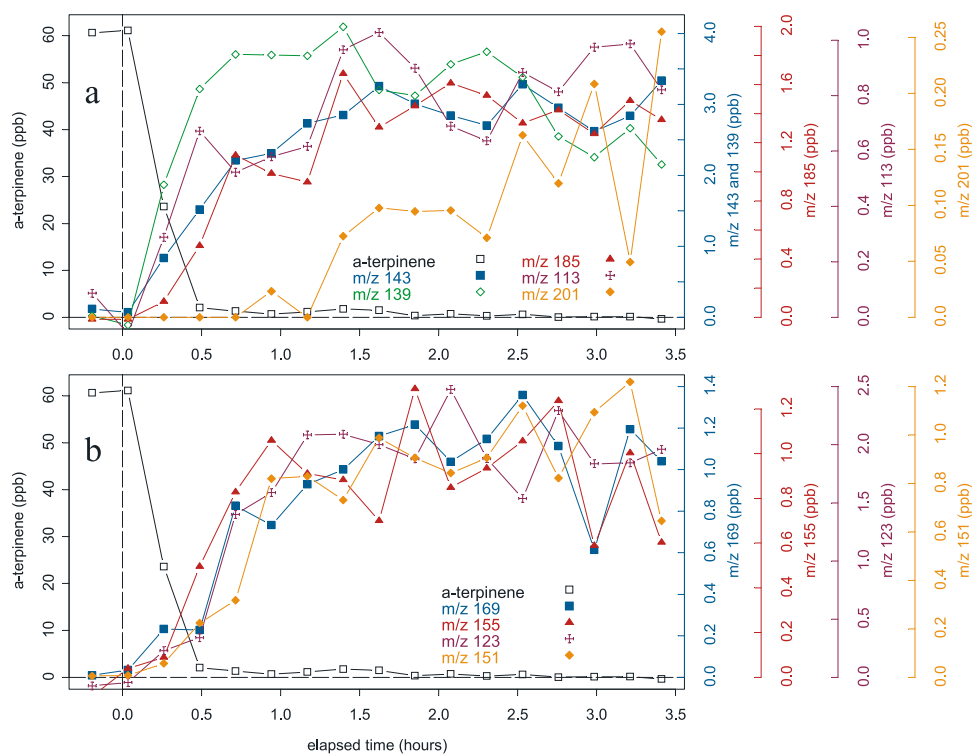 a
a-terpinene (ppb)
60
50
40
30
20
10
0
0.0 0.5 1.0 1.5 2.0 2.5 3.0 3.5
a-terpinene
m/z 143
m/z 139
m/z 185
m/z 113
m/z 201
m/z 143 and 139 (ppb)
0.0 1.0 2.0 3.0 4.0
m/z 185 (ppb)
0.0 0.4 0.8 1.2 1.6 2.0
m/z 113 (ppb)
0.0 0.2 0.4 0.6 0.8 1.0
m/z 201 (ppb)
0.00 0.05 0.10 0.15 0.20 0.25
b
a-terpinene (ppb)
60
50
40
30
20
10
0
0.0 0.5 1.0 1.5 2.0 2.5 3.0 3.5
elapsed time (hours)
a-terpinene
m/z 169
m/z 155
m/z 123
m/z 151
m/z 169 (ppb)
0.0 0.2 0.4 0.6 0.8 1.0 1.2 1.4
m/z 155 (ppb)
0.0 0.2 0.4 0.6 0.8 1.0 1.2
m/z 123 (ppb)
0.0 0.5 1.0 1.5 2.0 2.5
m/z 151 (ppb)
0.0 0.2 0.4 0.6 0.8 1.0 1.2